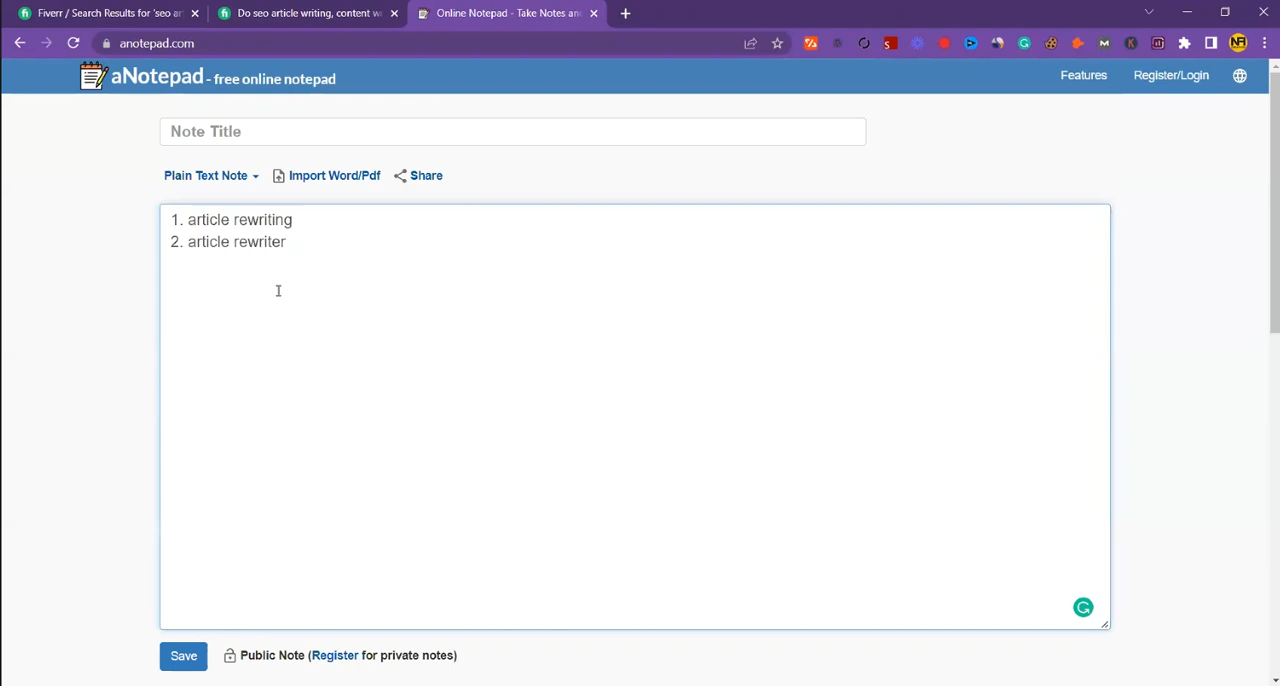 Fiverr / Search Results for 'seo ar
Do seo article writing, content w
Online Notepad - Take Notes an
anotepad.com
aNotepad - free online notepad
Features
Register/Login
Note Title
Plain Text Note
Import Word/Pdf
Share
1. article rewriting
2. article rewriter
Save
Public Note (Register for private notes)